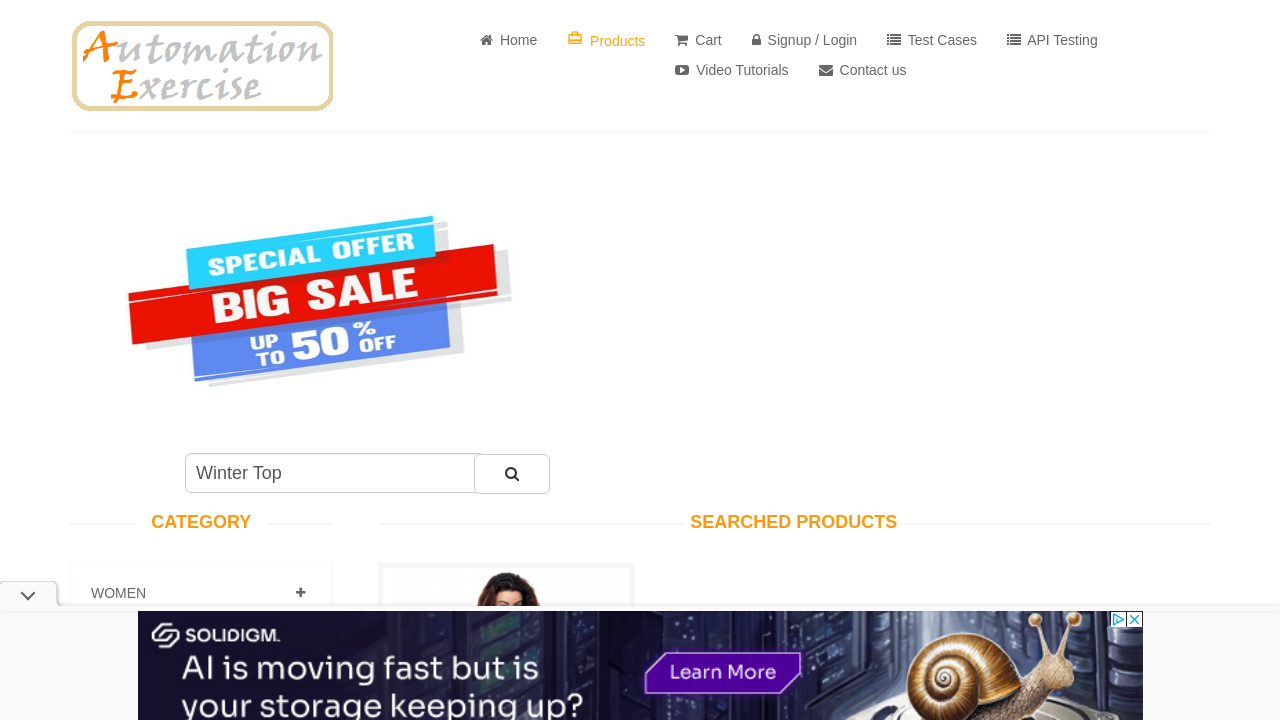 Automation
Exercise
Home
Products
Cart
Signup / Login
Test Cases
API Testing
Video Tutorials
Contact us
SPECIAL OFFER
BIG SALE
UP TO 50% OFF
Winter Top
CATEGORY
SEARCHED PRODUCTS
WOMEN
SOLIDIGM
AI is moving fast but is
your storage keeping up?
Learn More